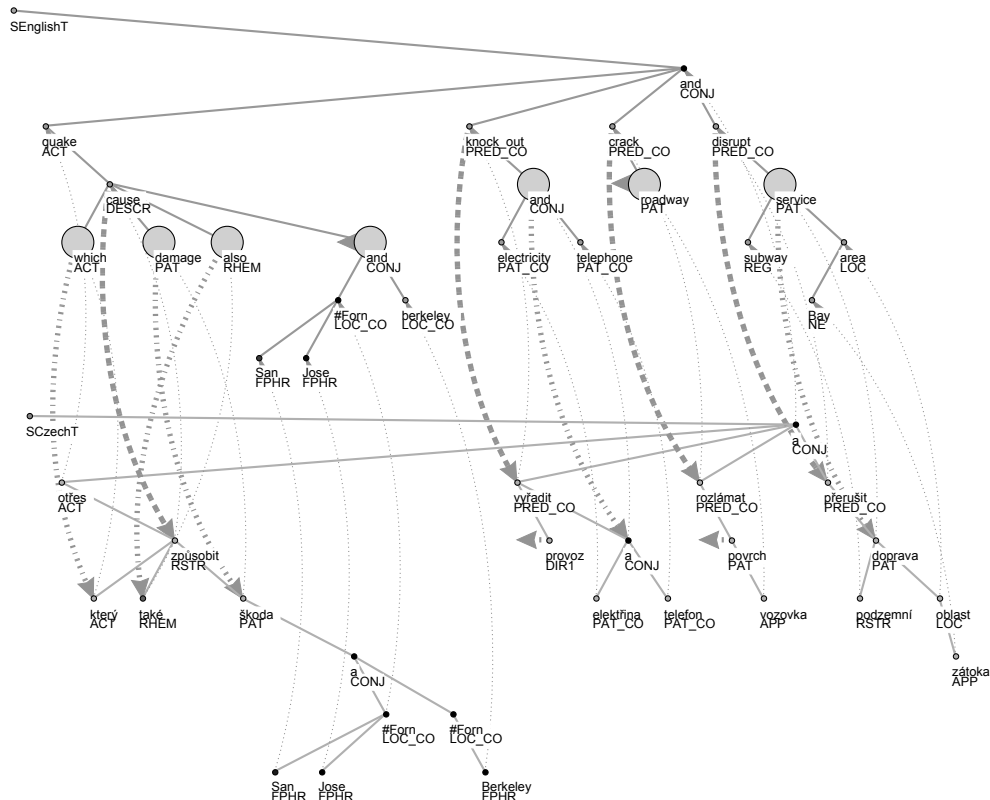 SEnglishT
and
CONJ
quake
ACT
knock_out
PRED_CO
crack
PRED_CO
disrupt
PRED_CO
cause
DESCR
and
CONJ
roadway
PAT
service
PAT
which
ACT
damage
PAT
also
RHEM
and
CONJ
electricity
PAT_CO
telephone
PAT_CO
subway
REG
area
LOC
#Forn
LOC_CO
berkeley
LOC_CO
Bay
NE
San
FPHR
Jose
FPHR
SCzechT
a
CONJ
otřes
ACT
vyřadit
PRED_CO
rozlámat
PRED_CO
přerušit
PRED_CO
způsobit
RSTR
provoz
DIR1
a
CONJ
povrch
PAT
doprava
PAT
který
ACT
také
RHEM
škoda
PAT
elektřina
PAT_CO
telefon
PAT_CO
vozovka
APP
podzemní
RSTR
oblast
LOC
a
CONJ
zátoka
APP
#Forn
LOC_CO
#Forn
LOC_CO
San
FPHR
Jose
FPHR
Berkeley
FPHR